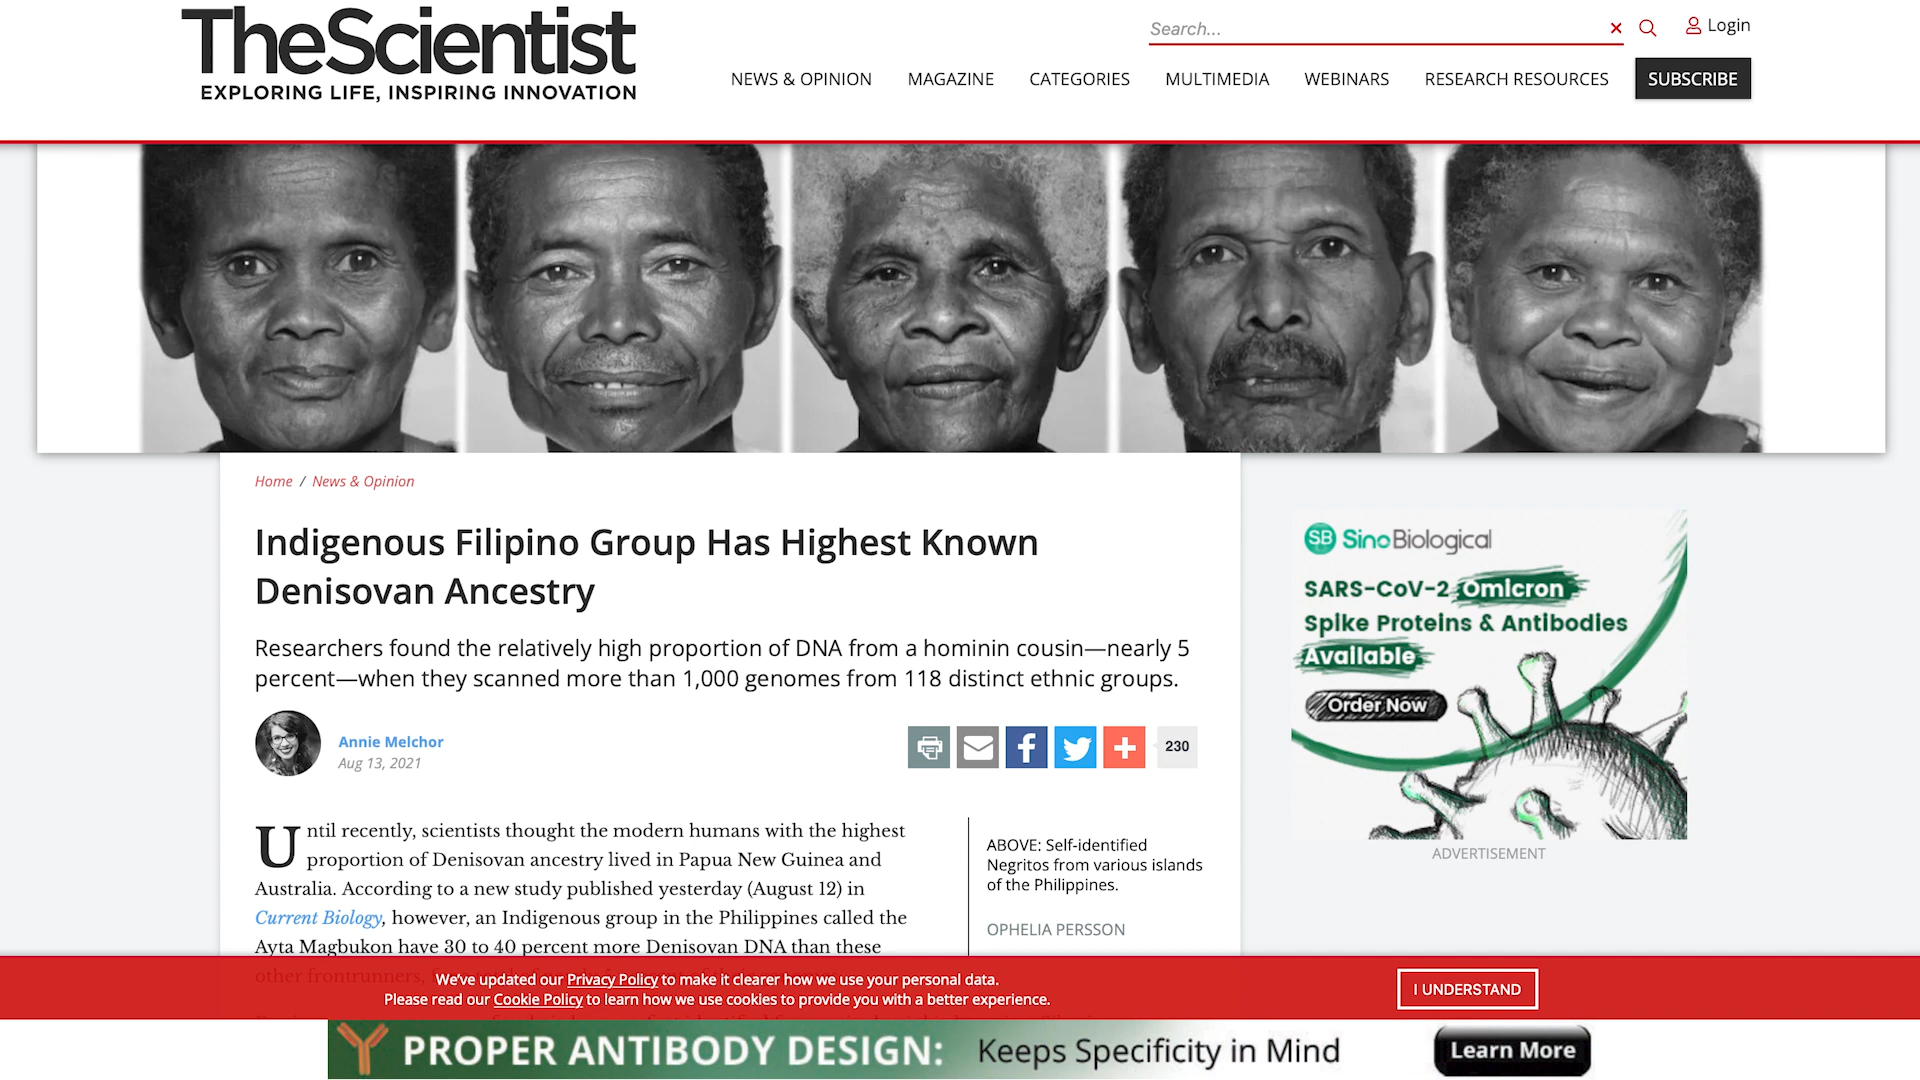 TheScientist
EXPLORING LIFE, INSPIRING INNOVATION
Search...
Login
NEWS & OPINION
MAGAZINE
CATEGORIES
MULTIMEDIA
WEBINARS
RESEARCH RESOURCES
SUBSCRIBE
Home / News & Opinion
Indigenous Filipino Group Has Highest Known
Denisovan Ancestry
Researchers found the relatively high proportion of DNA from a hominin cousin—nearly 5
percent—when they scanned more than 1,000 genomes from 118 distinct ethnic groups.
Annie Melchor
Aug 13, 2021
230
Until recently, scientists thought the modern humans with the highest
proportion of Denisovan ancestry lived in Papua New Guinea and
Australia. According to a new study published yesterday (August 12) in
Current Biology, however, an Indigenous group in the Philippines called the
Ayta Magbukon have 30 to 40 percent more Denisovan DNA than these
other frontrunners,
ABOVE: Self-identified
Negritos from various islands
of the Philippines.
OPHELIA PERSSON
SB SinoBiological
SARS-CoV-2 Omicron
Spike Proteins & Antibodies
Available
Order Now
ADVERTISEMENT
We've updated our Privacy Policy to make it clearer how we use your personal data.
Please read our Cookie Policy to learn how we use cookies to provide you with a better experience.
I UNDERSTAND
PROPER ANTIBODY DESIGN: Keeps Specificity in Mind
Learn More